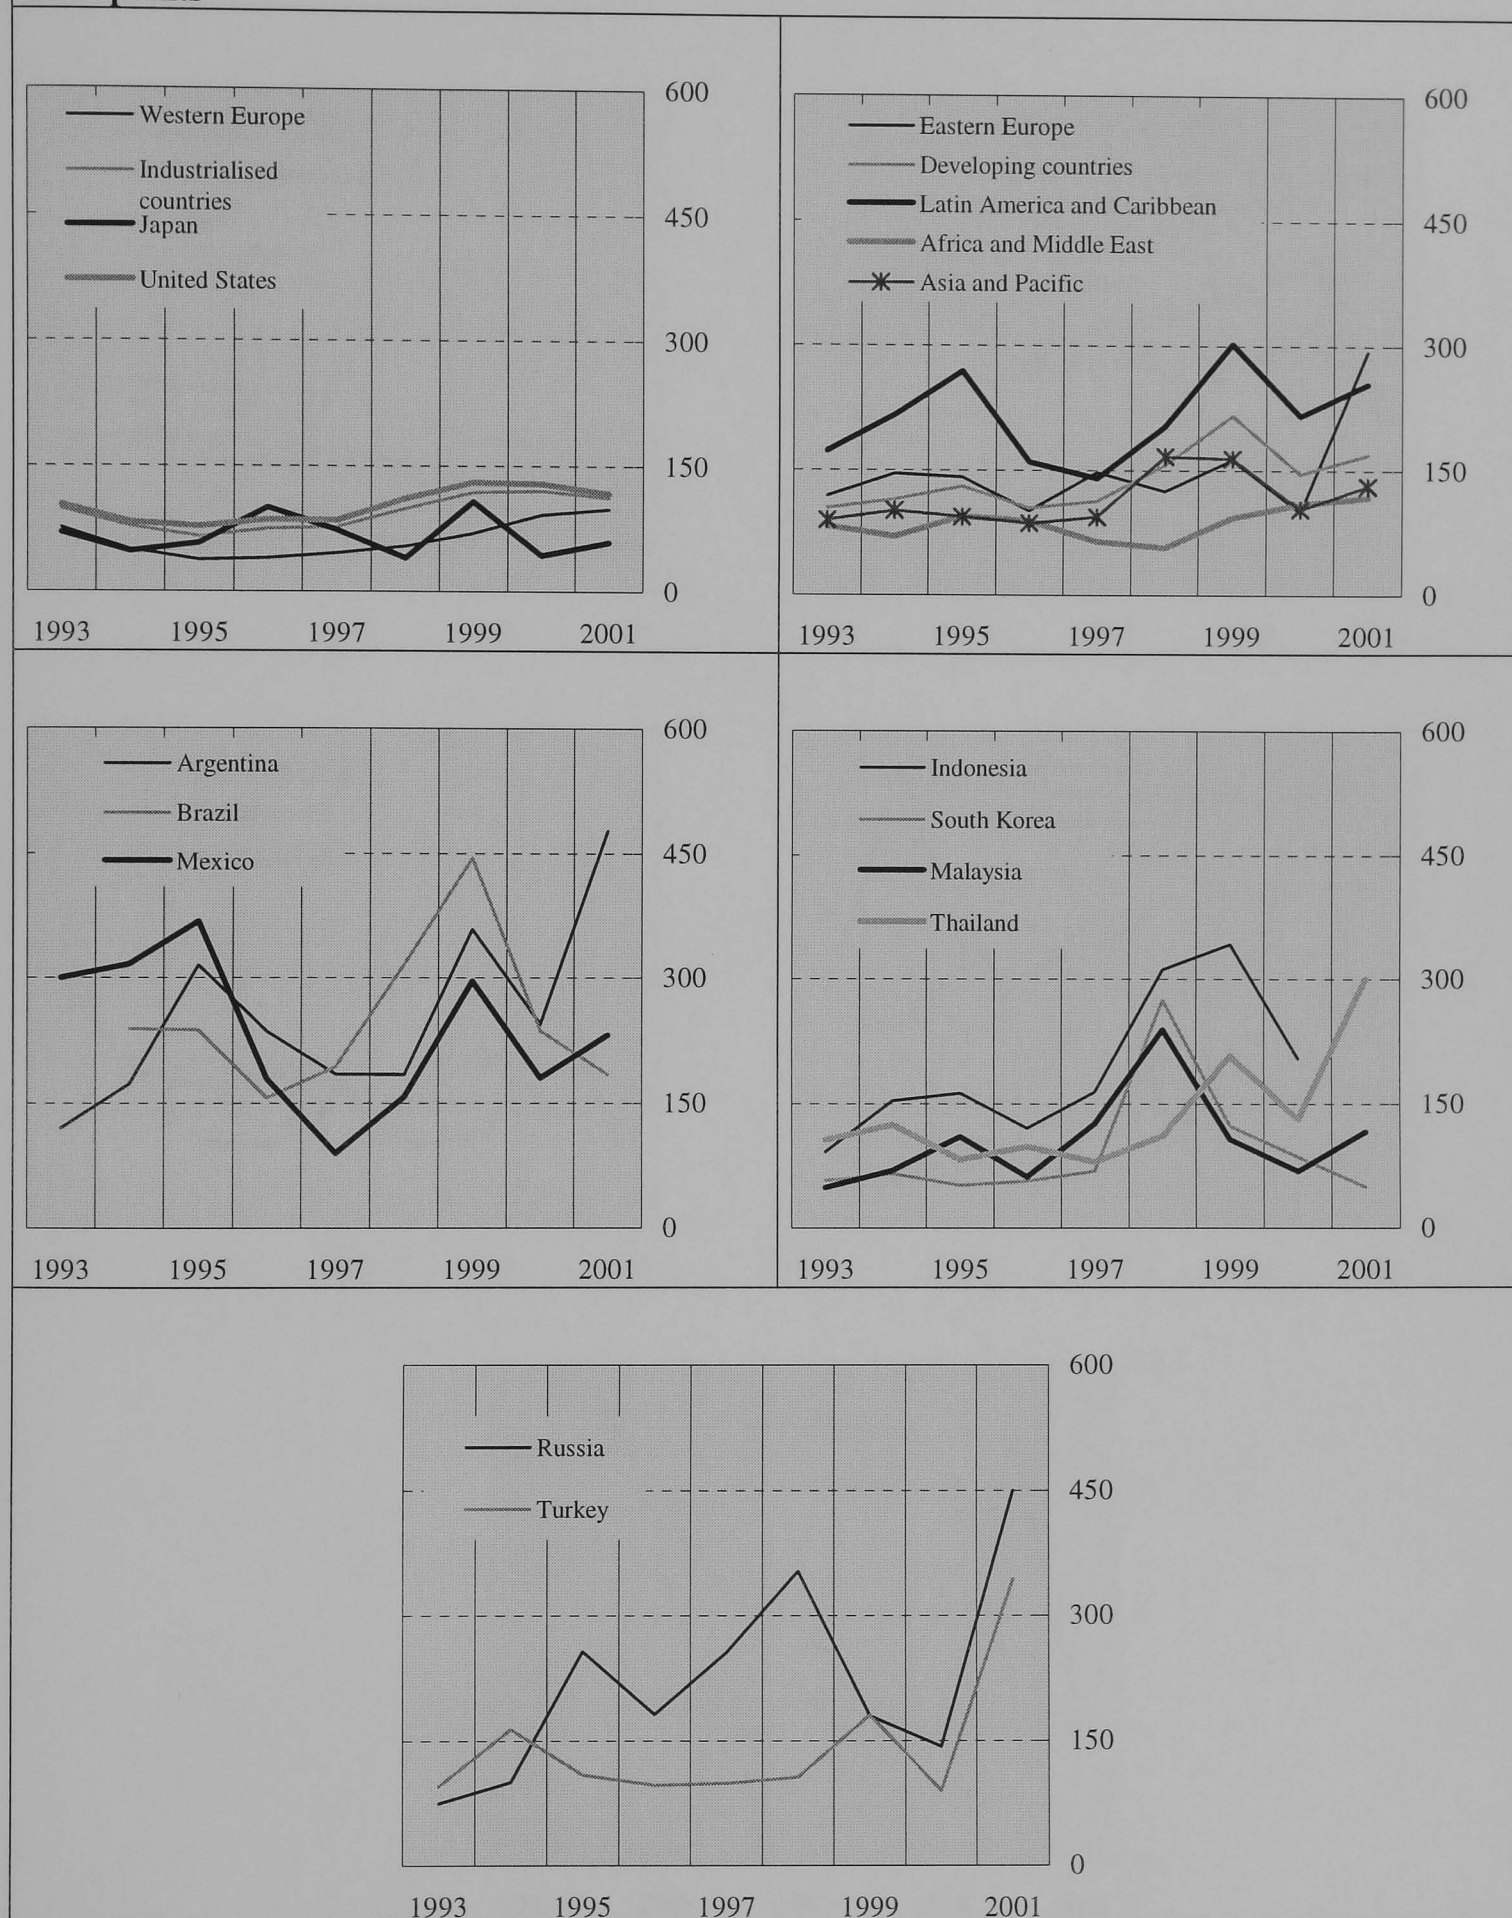 Western Europe
Industrialised
countries
Japan
United States
600
450
300
150
0
1993 1995 1997 1999 2001
Eastern Europe
Developing countries
Latin America and Caribbean
Africa and Middle East
Asia and Pacific
600
450
300
150
0
1993 1995 1997 1999 2001
Argentina
Brazil
Mexico
600
450
300
150
0
1993 1995 1997 1999 2001
Indonesia
South Korea
Malaysia
Thailand
600
450
300
150
0
1993 1995 1997 1999 2001
Russia
Turkey
600
450
300
150
0
1993 1995 1997 1999 2001